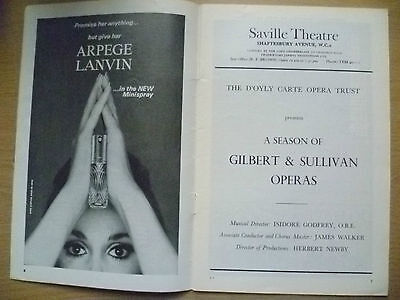 Promise her anything...
but give her
ARPEGE
LANVIN
...in the NEW
Minispray
Saville Theatre
SHAFTESBURY AVENUE, W.C.2
THE D'OYLY CARTE OPERA TRUST
presents
A SEASON OF
GILBERT & SULLIVAN
OPERAS
Musical Director: ISIDORE GODFREY, O.B.E.
Associate Conductor and Chorus Master: JAMES WALKER
Director of Productions: HERBERT NEWBY